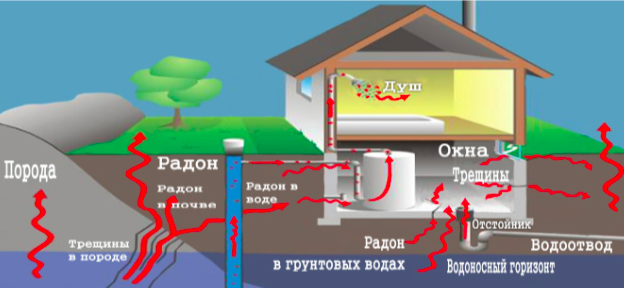 Душ
Окна
Порода
Радон
Трещины
Радон
в почве
Радон в
воде
Отстойник
Трещины
в породе
Радон
Водоотвод
в грунтовых водах
Водоносный горизонт